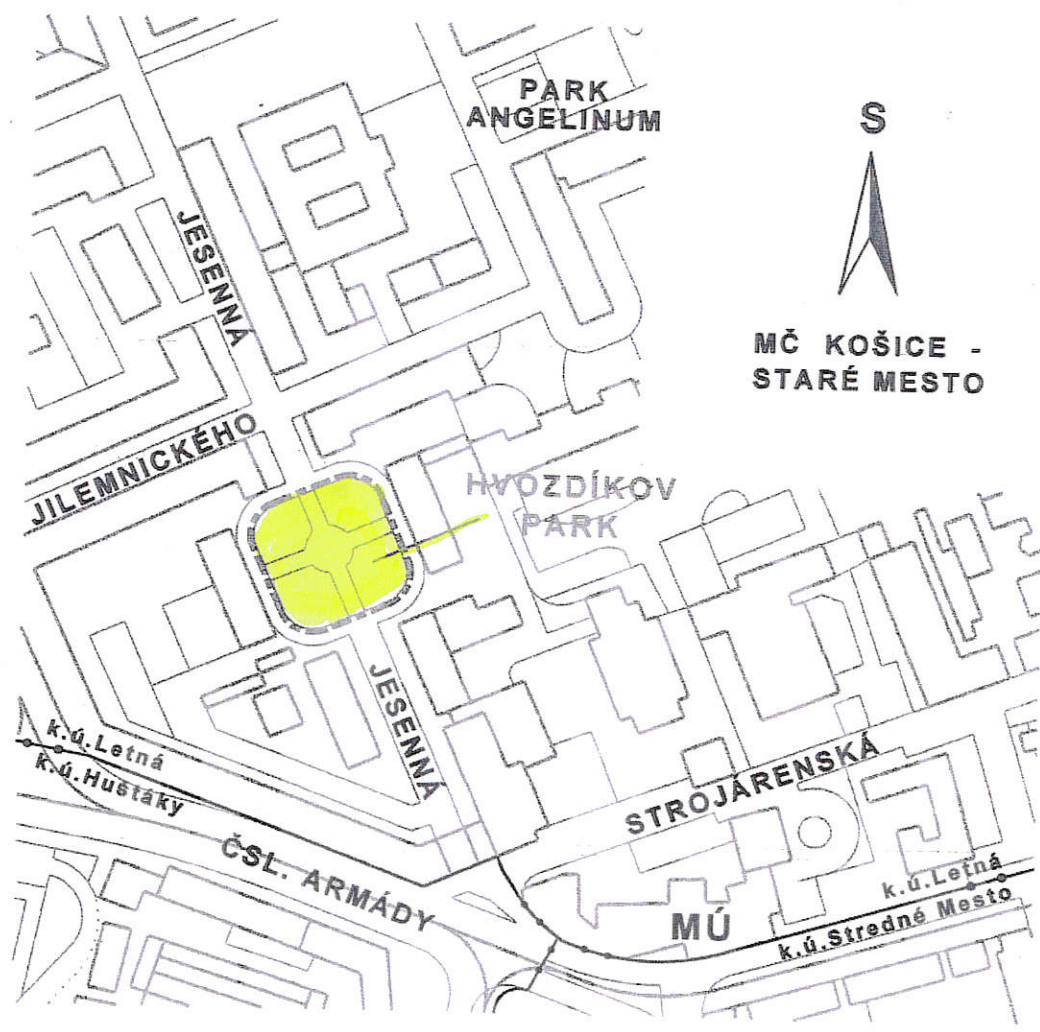 PARK
ANGELINUM
S
JESENNÁ
MČ KOŠICE -
STARÉ MESTO
JILEMNICKÉHO
HVOZDÍKOV
PARK
JESENNÁ
k.ú.Letná
k.ú.Huštáky
STROJÁRENSKÁ
ČSL. ARMÁDY
k.ú.Letná
MÚ
k.ú.Stredné Mesto